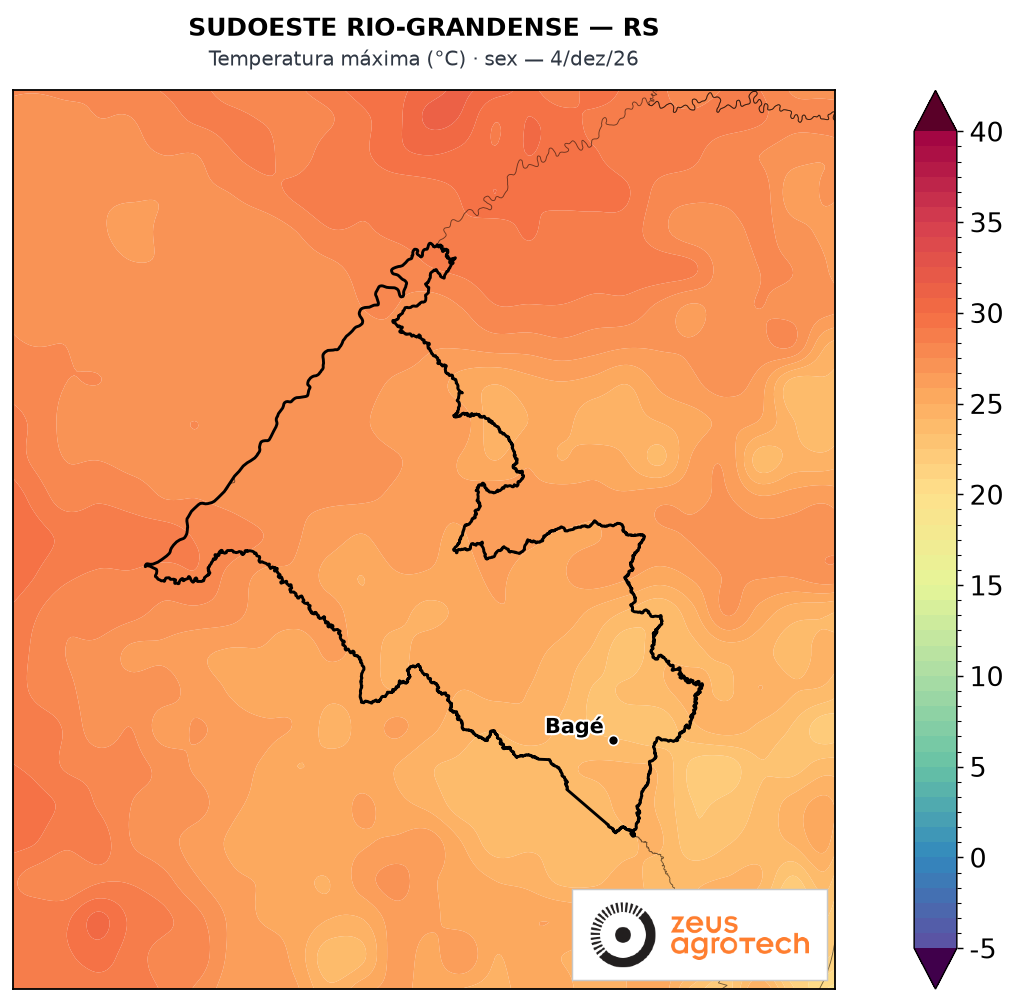 SUDOESTE RIO-GRANDENSE — RS
Temperatura máxima (°C) · sex — 4/dez/26
40
35
30
25
20
15
10
5
0
-5
Bagé
zeus
agrotech